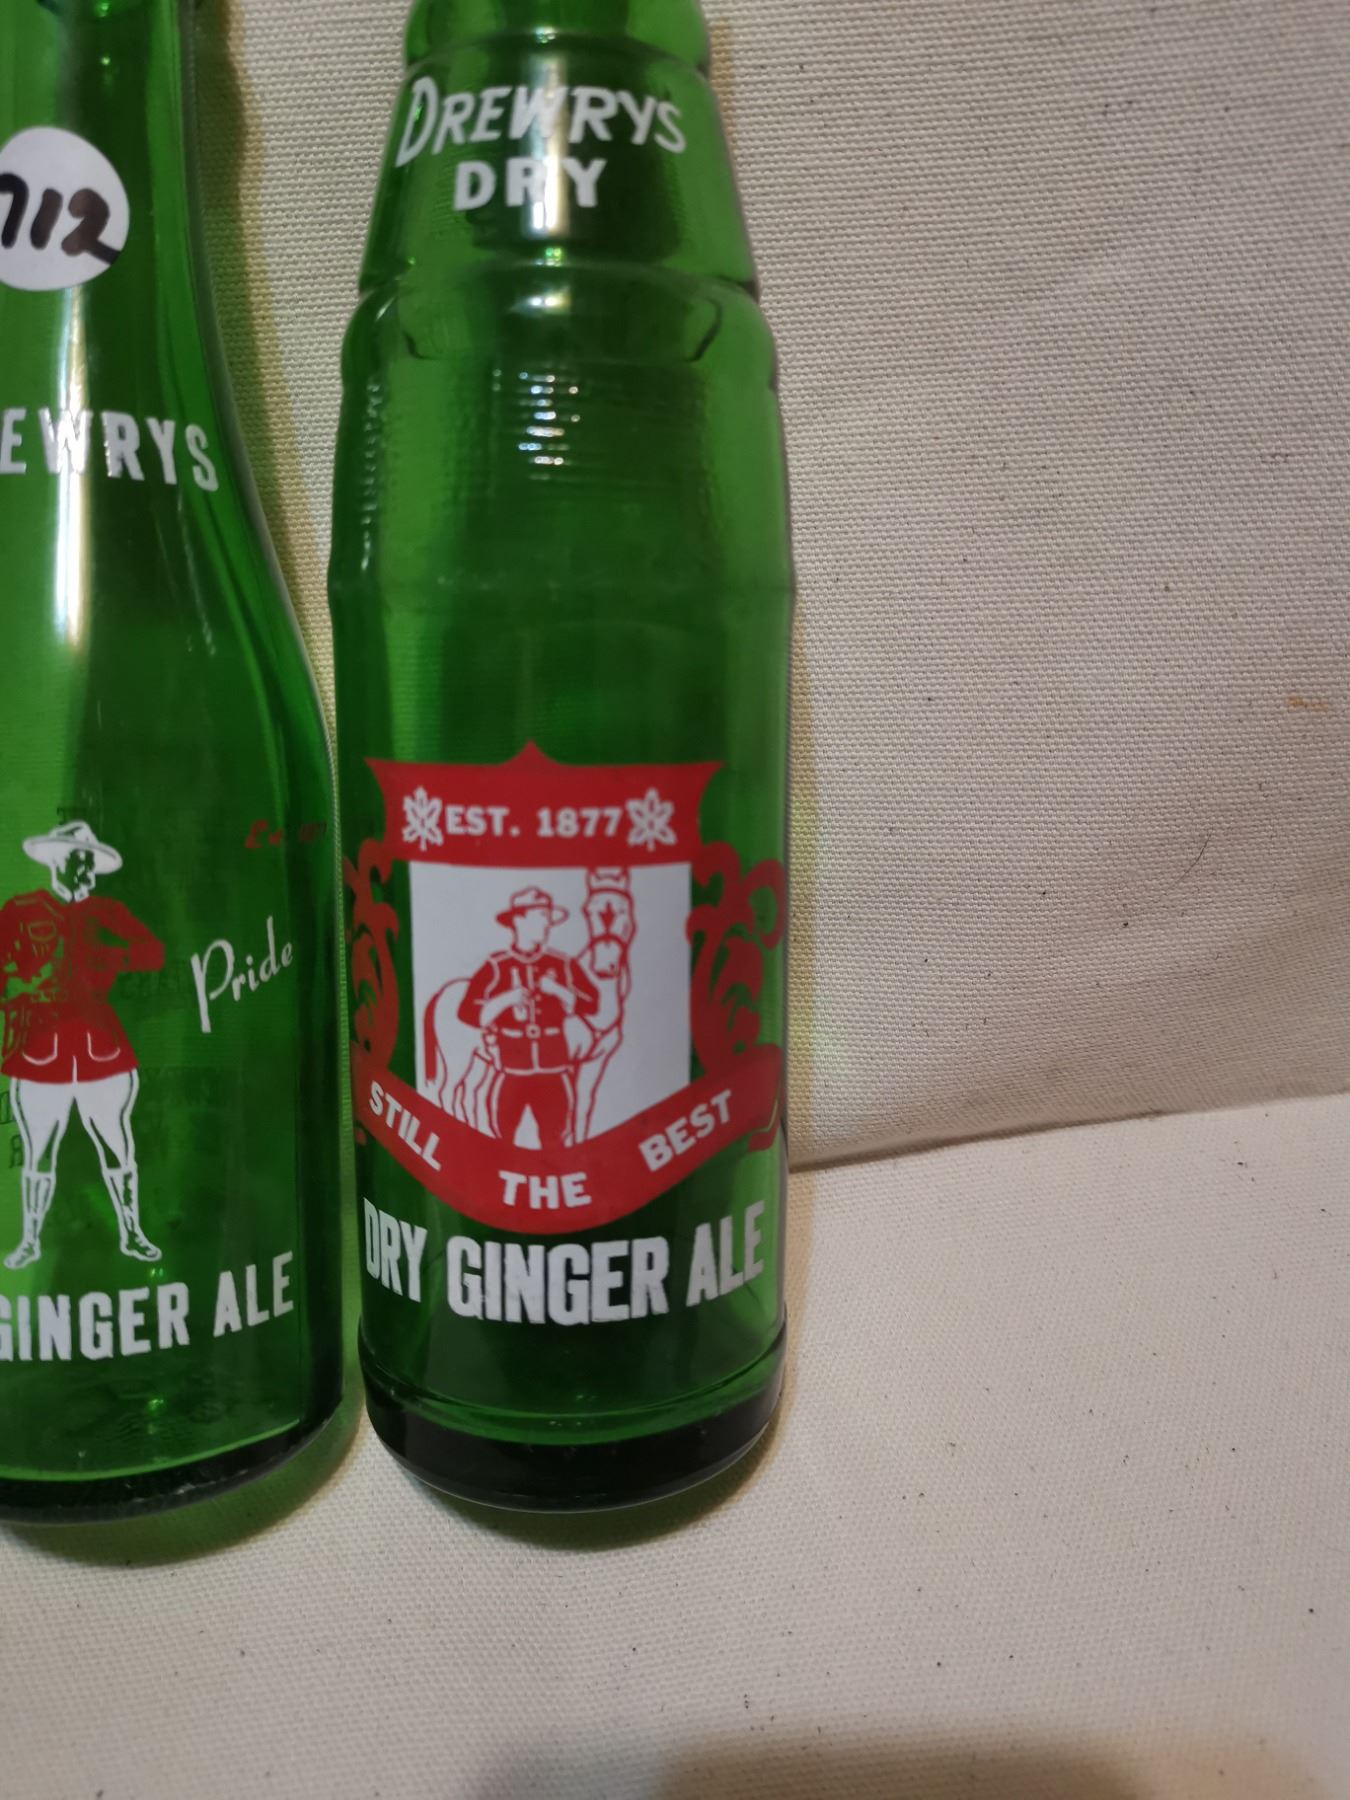 712
EWRYS
Pride
GINGER ALE
DREWRYS
DRY
EST. 1877
STILL THE BEST
DRY GINGER ALE